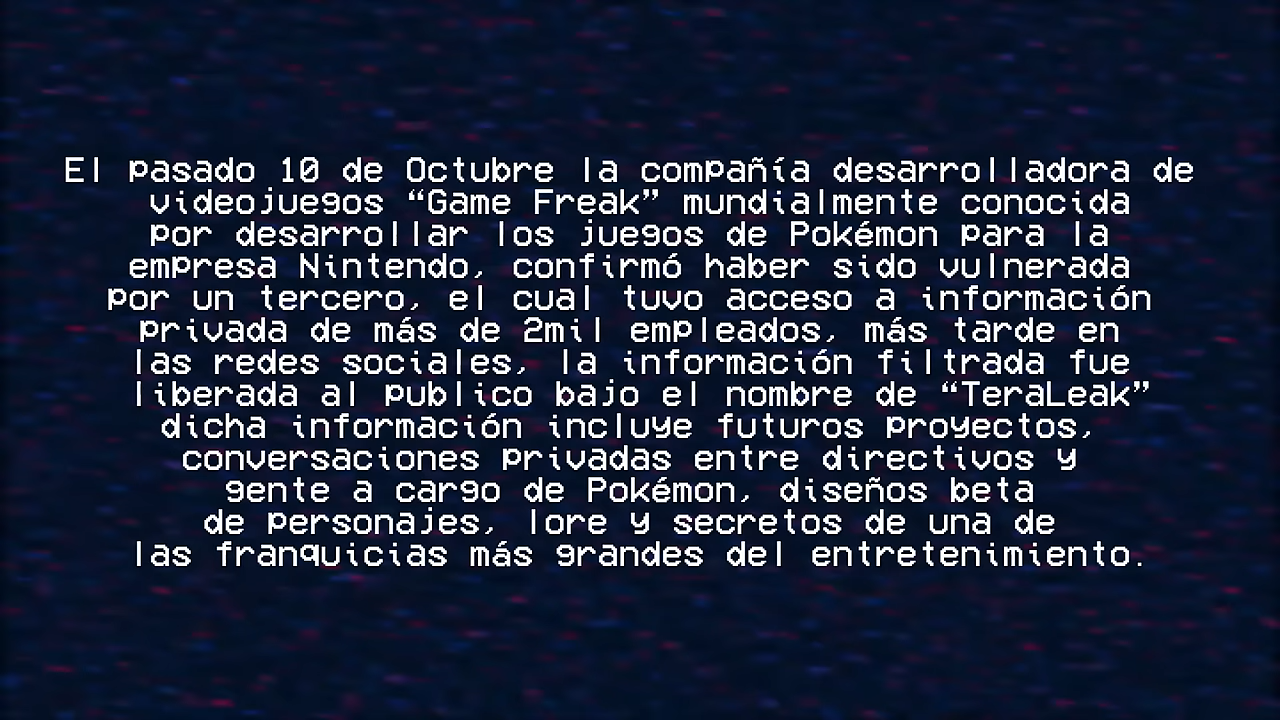 El pasado 10 de Octubre la compañía desarrolladora de
videojuegos “Game Freak” mundialmente conocida
por desarrollar los juegos de Pokémon para la
empresa Nintendo, confirmó haber sido vulnerada
por un tercero, el cual tuvo acceso a información
privada de más de 2mil empleados, más tarde en
las redes sociales, la información filtrada fue
liberada al publico bajo el nombre de “TeraLeak”
dicha información incluye futuros proyectos,
conversaciones privadas entre directivos y
gente a cargo de Pokémon, diseños beta
de personajes, lore y secretos de una de
las franquicias más grandes del entretenimiento.